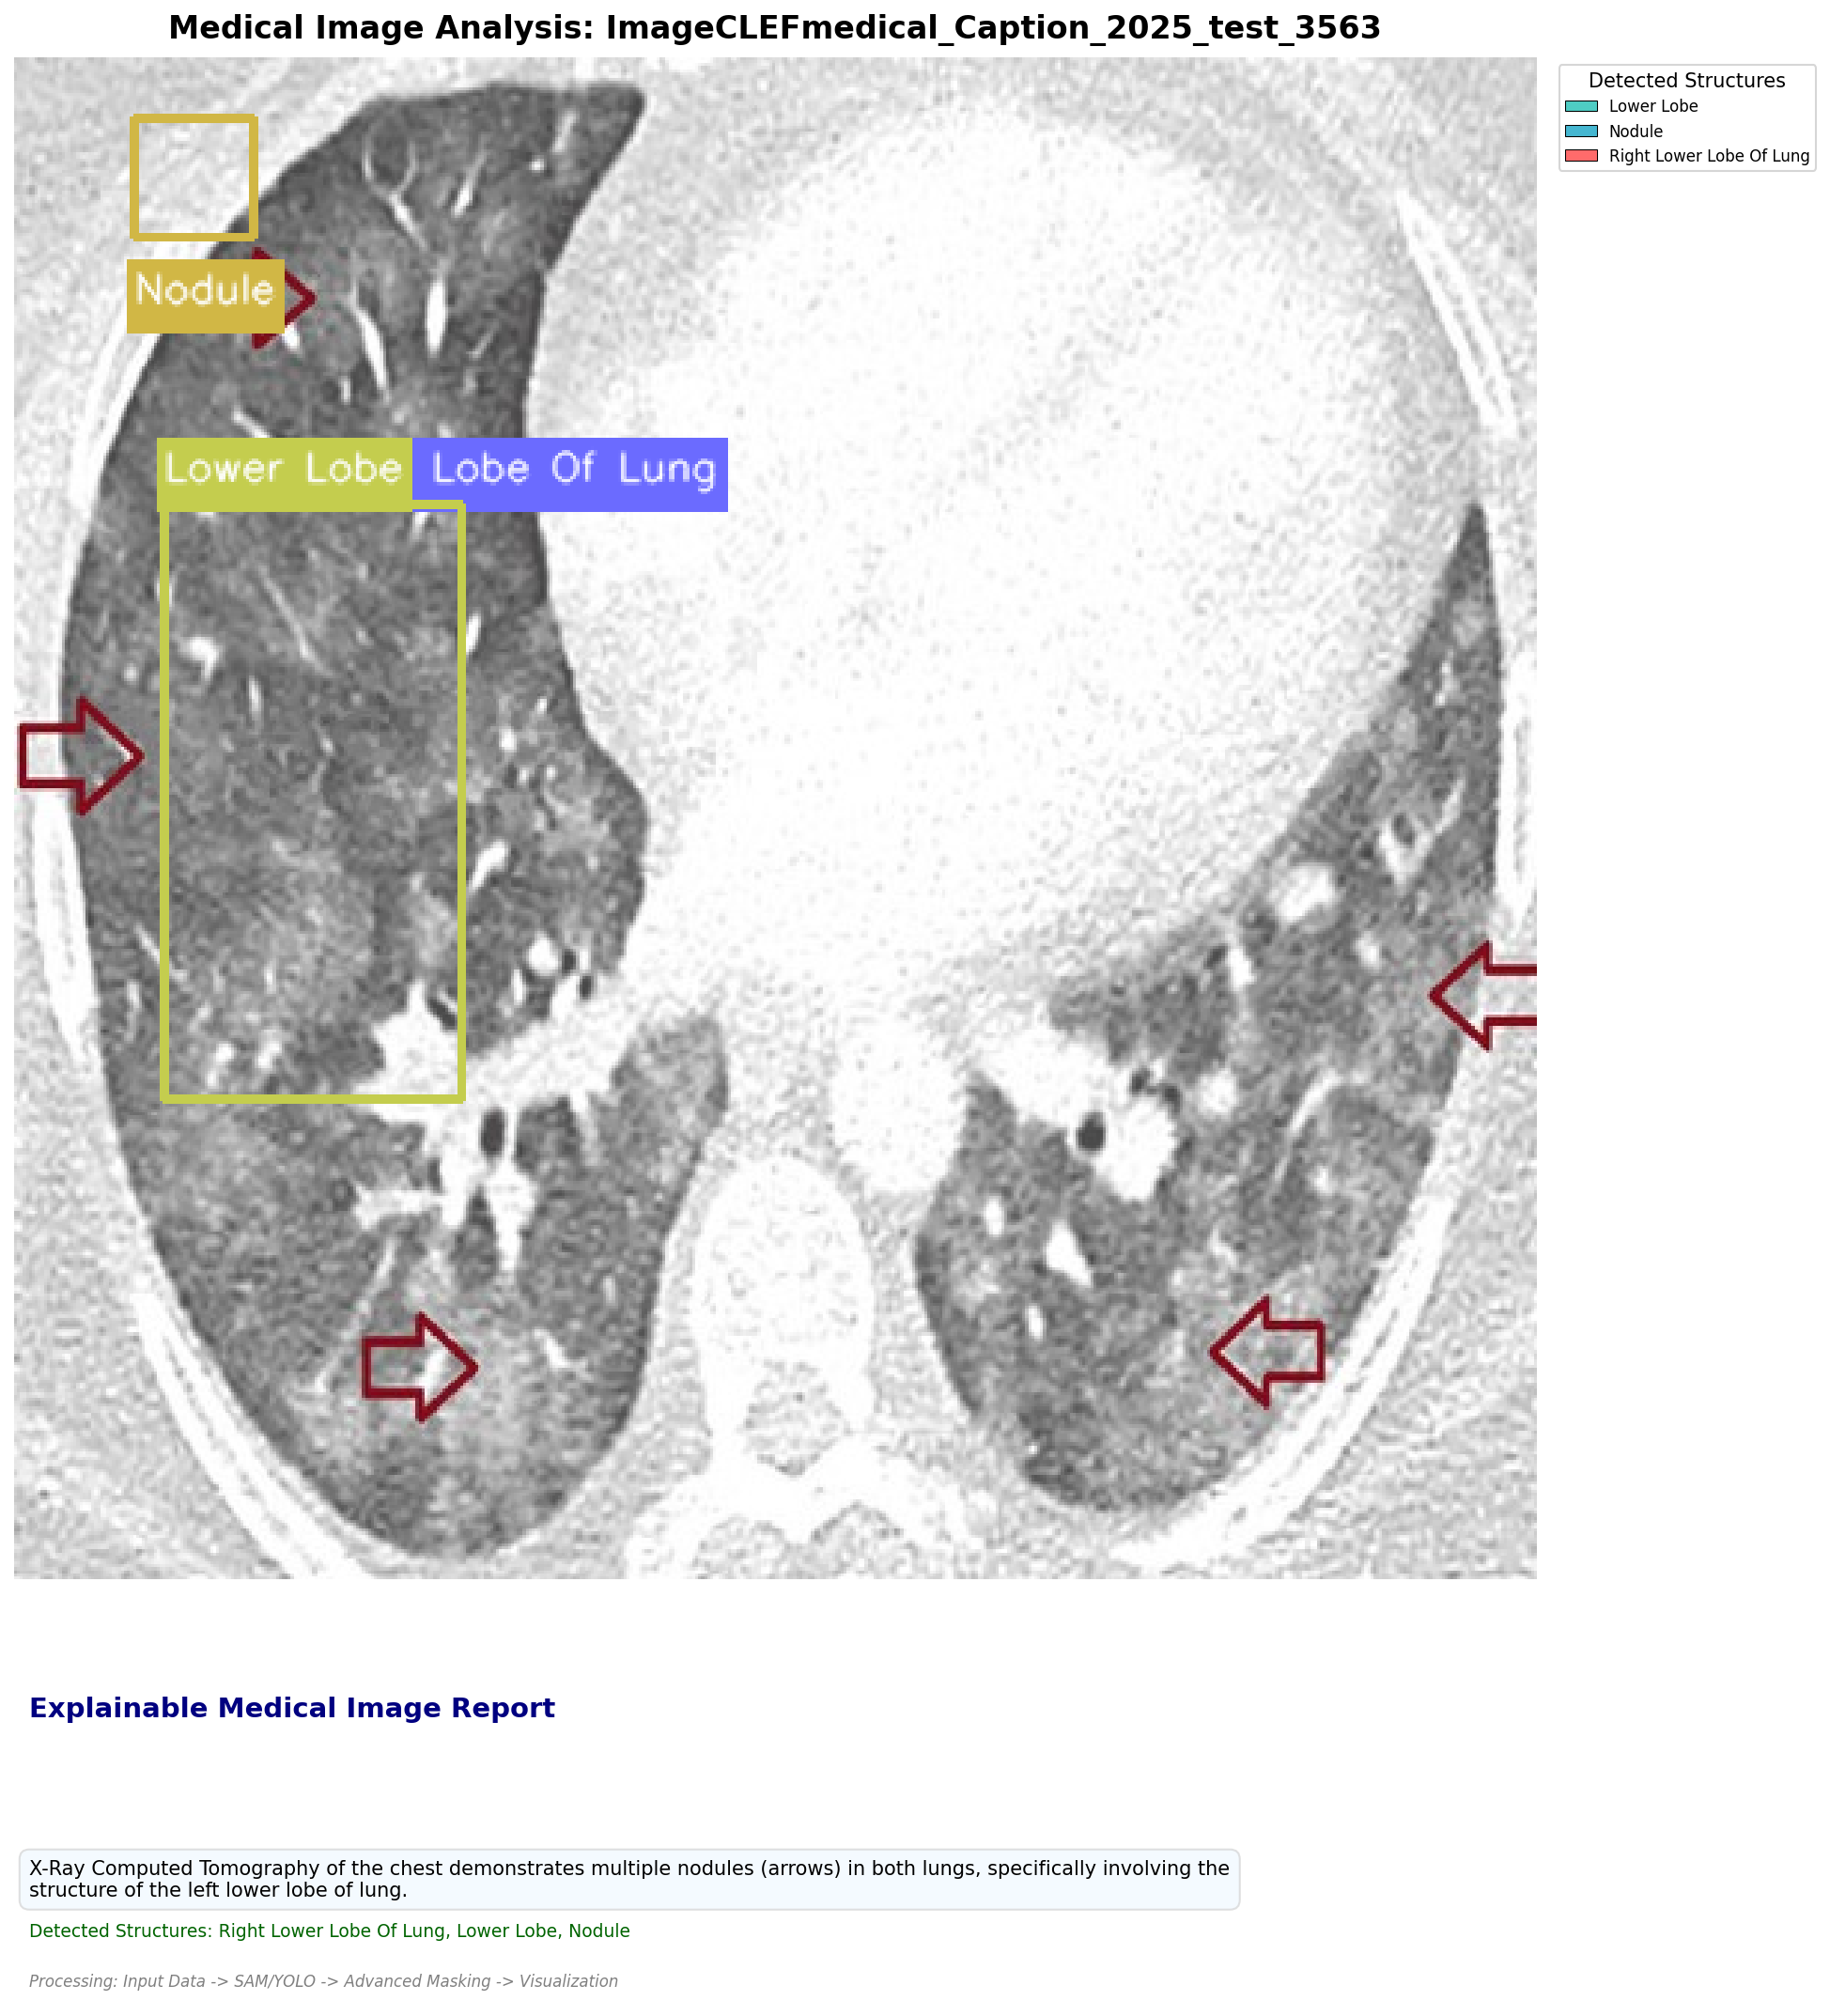 Medical Image Analysis: ImageCLEFmedical_Caption_2025_test_3563
Detected Structures
Lower Lobe
Nodule
Right Lower Lobe Of Lung
Nodule
Lower Lobe
Lobe Of Lung
Explainable Medical Image Report
X-Ray Computed Tomography of the chest demonstrates multiple nodules (arrows) in both lungs, specifically involving the
structure of the left lower lobe of lung.
Detected Structures: Right Lower Lobe Of Lung, Lower Lobe, Nodule
Processing: Input Data -> SAM/YOLO -> Advanced Masking -> Visualization